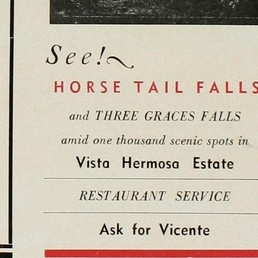 See!
HORSE TAIL FALLS
and THREE GRACES FALLS
amid one thousand scenic spots in
Vista Hermosa Estate
RESTAURANT SERVICE
Ask for Vicente